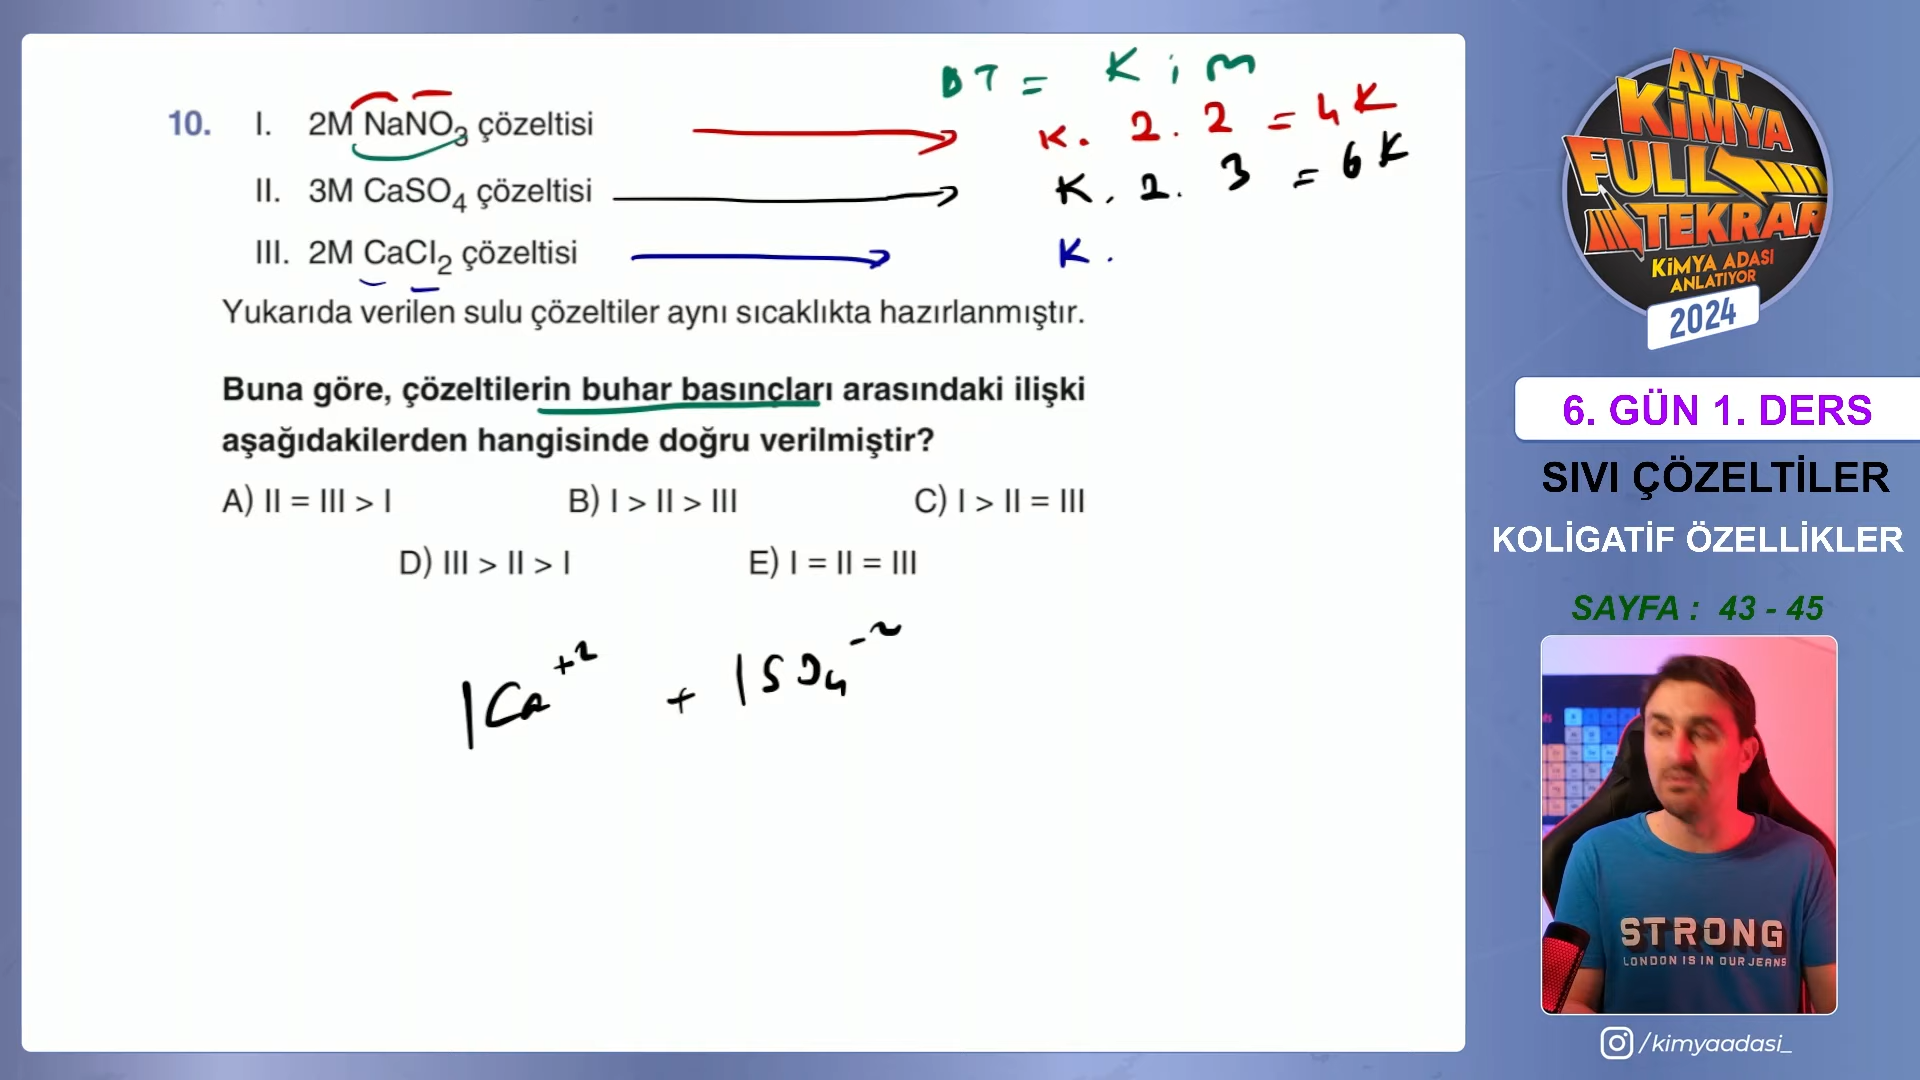 ΔT = K i m
10. I. 2M NaNO₃ çözeltisi → K. 2. 2 = 4K
II. 3M CaSO₄ çözeltisi → K. 2. 3 = 6K
III. 2M CaCl₂ çözeltisi → K.
Yukarıda verilen sulu çözeltiler aynı sıcaklıkta hazırlanmıştır.
Buna göre, çözeltilerin buhar basınçları arasındaki ilişki
aşağıdakilerden hangisinde doğru verilmiştir?
A) II = III > I B) I > II > III C) I > II = III
D) III > II > I E) I = II = III
1Ca⁺² + 1SO₄⁻²
AYT
KİMYA
FULL
TEKRAR
KİMYA ADASI
ANLATIYOR
2024
6. GÜN 1. DERS
SIVI ÇÖZELTİLER
KOLİGATİF ÖZELLİKLER
SAYFA : 43 - 45
STRONG
LONDON IS IN OUR JEANS
/kimyaadasi_